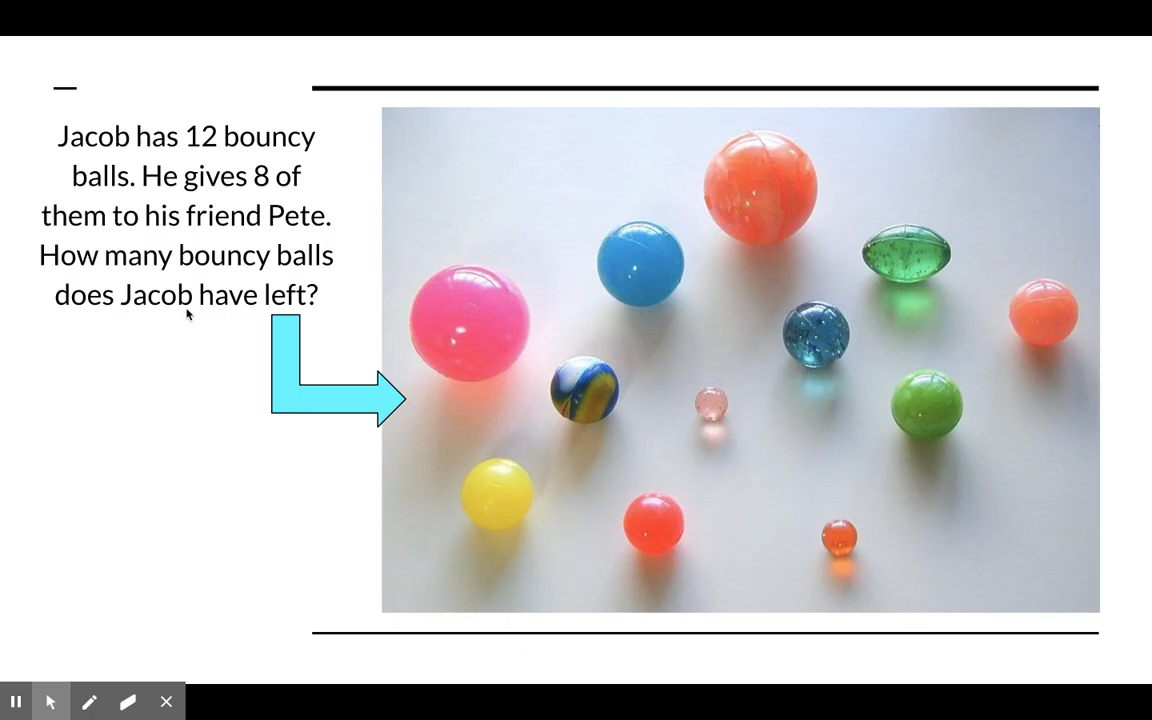 Jacob has 12 bouncy
balls. He gives 8 of
them to his friend Pete.
How many bouncy balls
does Jacob have left?